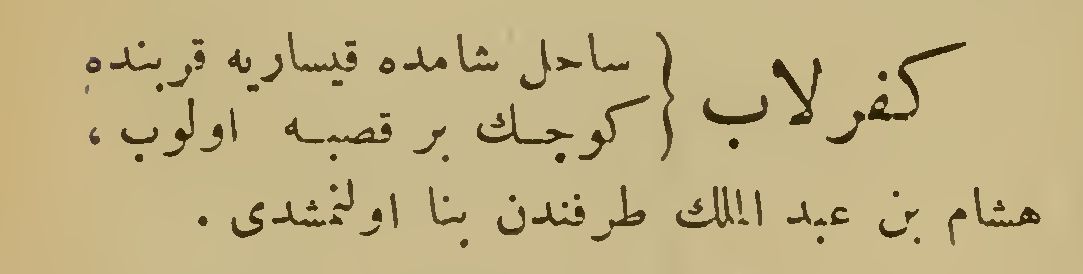 كفرلاب { ساحل شامده قيساريه قربنده
كوجك بر قصبه اولوب ،
هشام بن عبد الملك طرفندن بنا اولنمشدى .